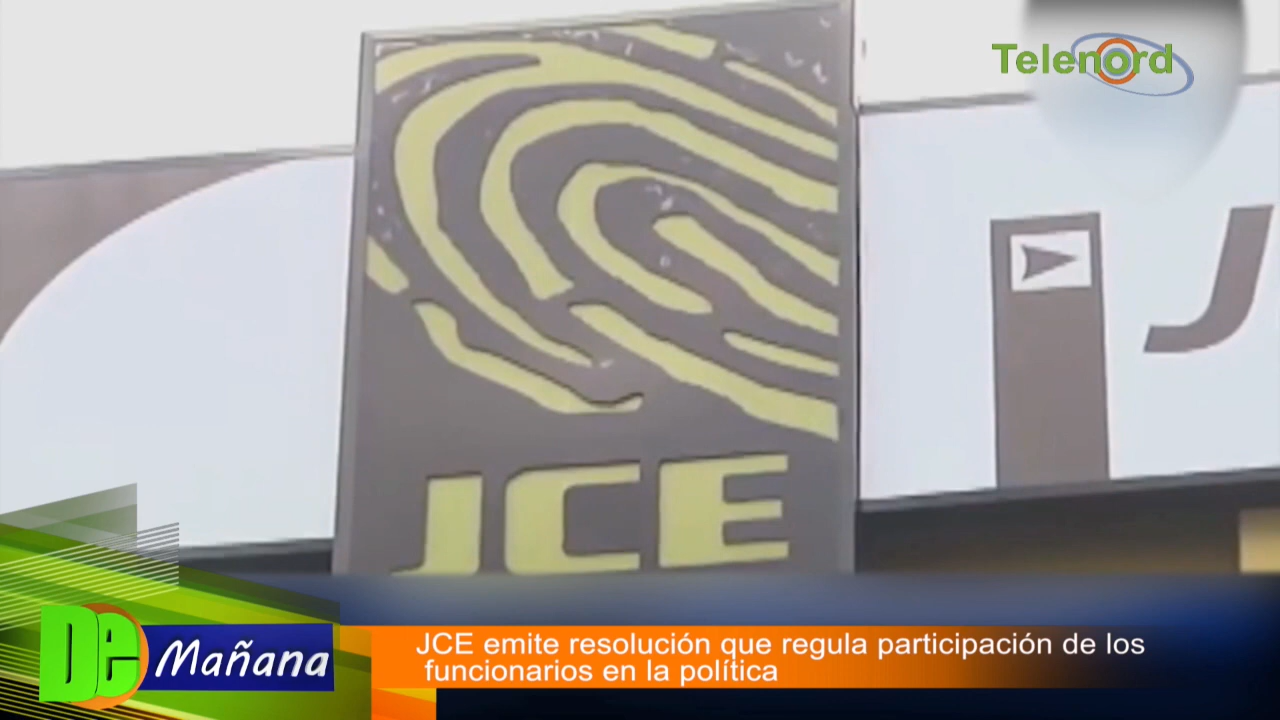 Telenord
J
JCE
De Mañana
JCE emite resolución que regula participación de los
funcionarios en la política